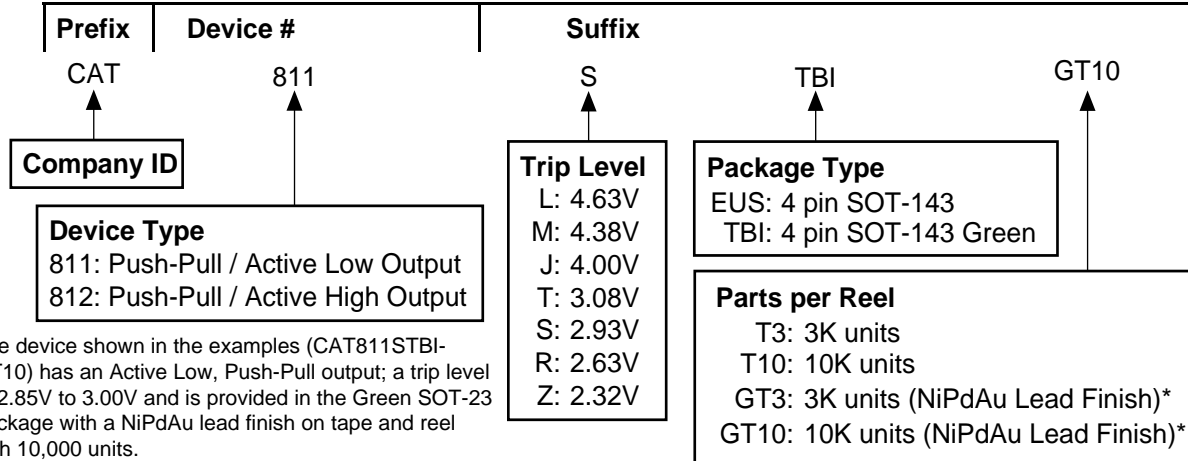 Prefix Device # Suffix
CAT 811 S TBI GT10
Company ID
Device Type
811: Push-Pull / Active Low Output
812: Push-Pull / Active High Output
Trip Level
L: 4.63V
M: 4.38V
J: 4.00V
T: 3.08V
S: 2.93V
R: 2.63V
Z: 2.32V
Package Type
EUS: 4 pin SOT-143
TBI: 4 pin SOT-143 Green
Parts per Reel
T3: 3K units
T10: 10K units
GT3: 3K units (NiPdAu Lead Finish)*
GT10: 10K units (NiPdAu Lead Finish)*
e device shown in the examples (CAT811STBI-
T10) has an Active Low, Push-Pull output; a trip level
2.85V to 3.00V and is provided in the Green SOT-23
ckage with a NiPdAu lead finish on tape and reel
h 10,000 units.